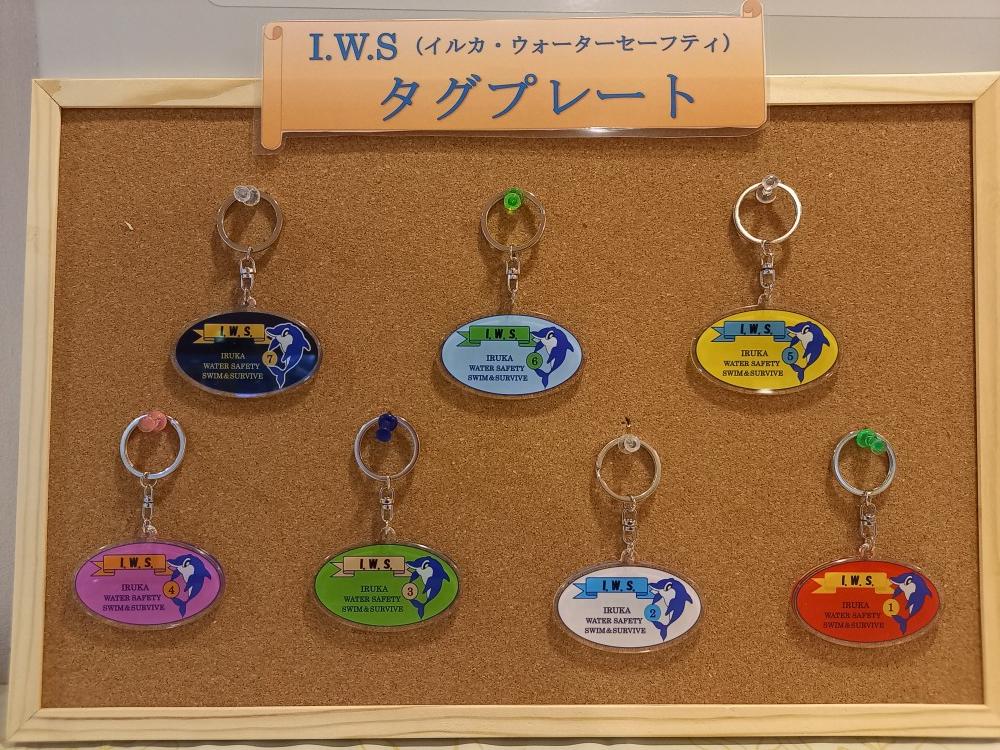 I.W.S（イルカ・ウォーターセーフティ）
タグプレート
I.W.S.
7
IRUKA
WATER SAFETY
SWIM&SURVIVE
I.W.S.
6
IRUKA
WATER SAFETY
SWIM&SURVIVE
I.W.S.
5
IRUKA
WATER SAFETY
SWIM&SURVIVE
I.W.S.
4
IRUKA
WATER SAFETY
SWIM&SURVIVE
I.W.S.
3
IRUKA
WATER SAFETY
SWIM&SURVIVE
I.W.S.
2
IRUKA
WATER SAFETY
SWIM&SURVIVE
I.W.S.
1
IRUKA
WATER SAFETY
SWIM&SURVIVE